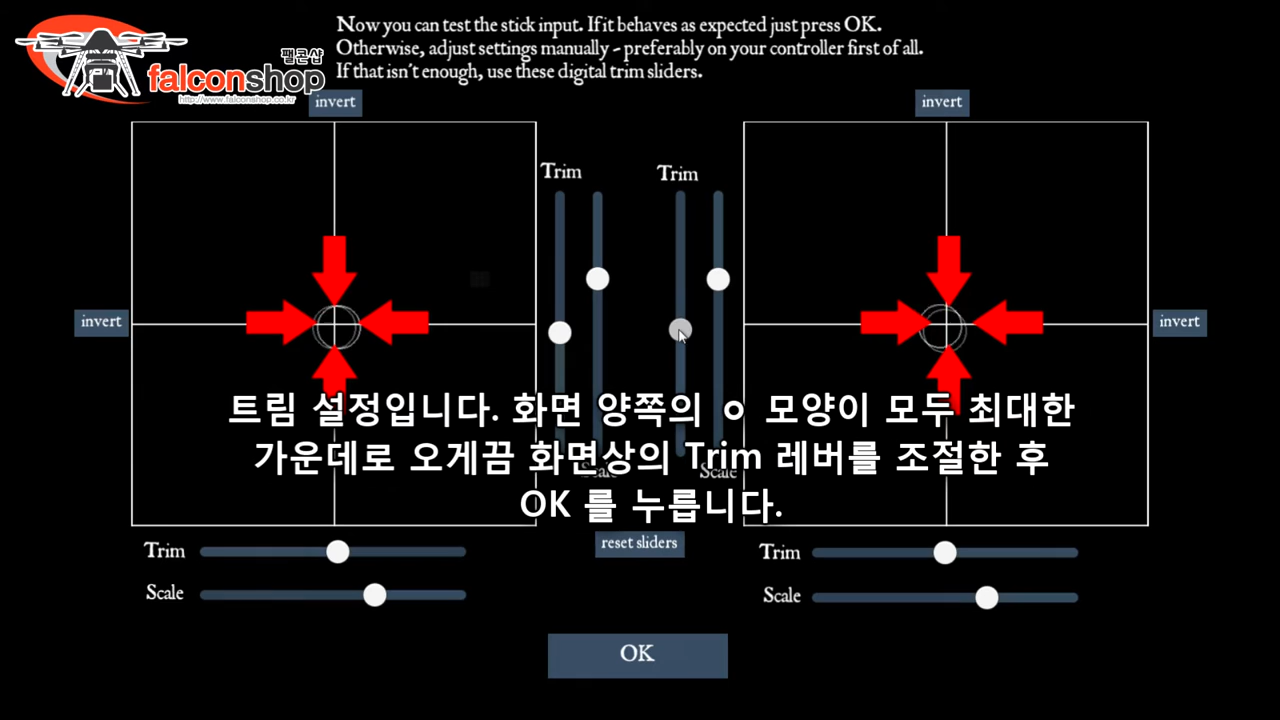 Now you can test the stick input. If it behaves as expected just press OK.
Otherwise, adjust settings manually - preferably on your controller first of all.
If that isn't enough, use these digital trim sliders.
팰콘샵
falconshop
http://www.falconshop.co.kr
invert
invert
Trim
Trim
invert
invert
트림 설정입니다. 화면 양쪽의 ㅇ 모양이 모두 최대한
가운데로 오게끔 화면상의 Trim 레버를 조절한 후
Scale
Scale
OK 를 누릅니다.
reset sliders
Trim
Trim
Scale
Scale
OK